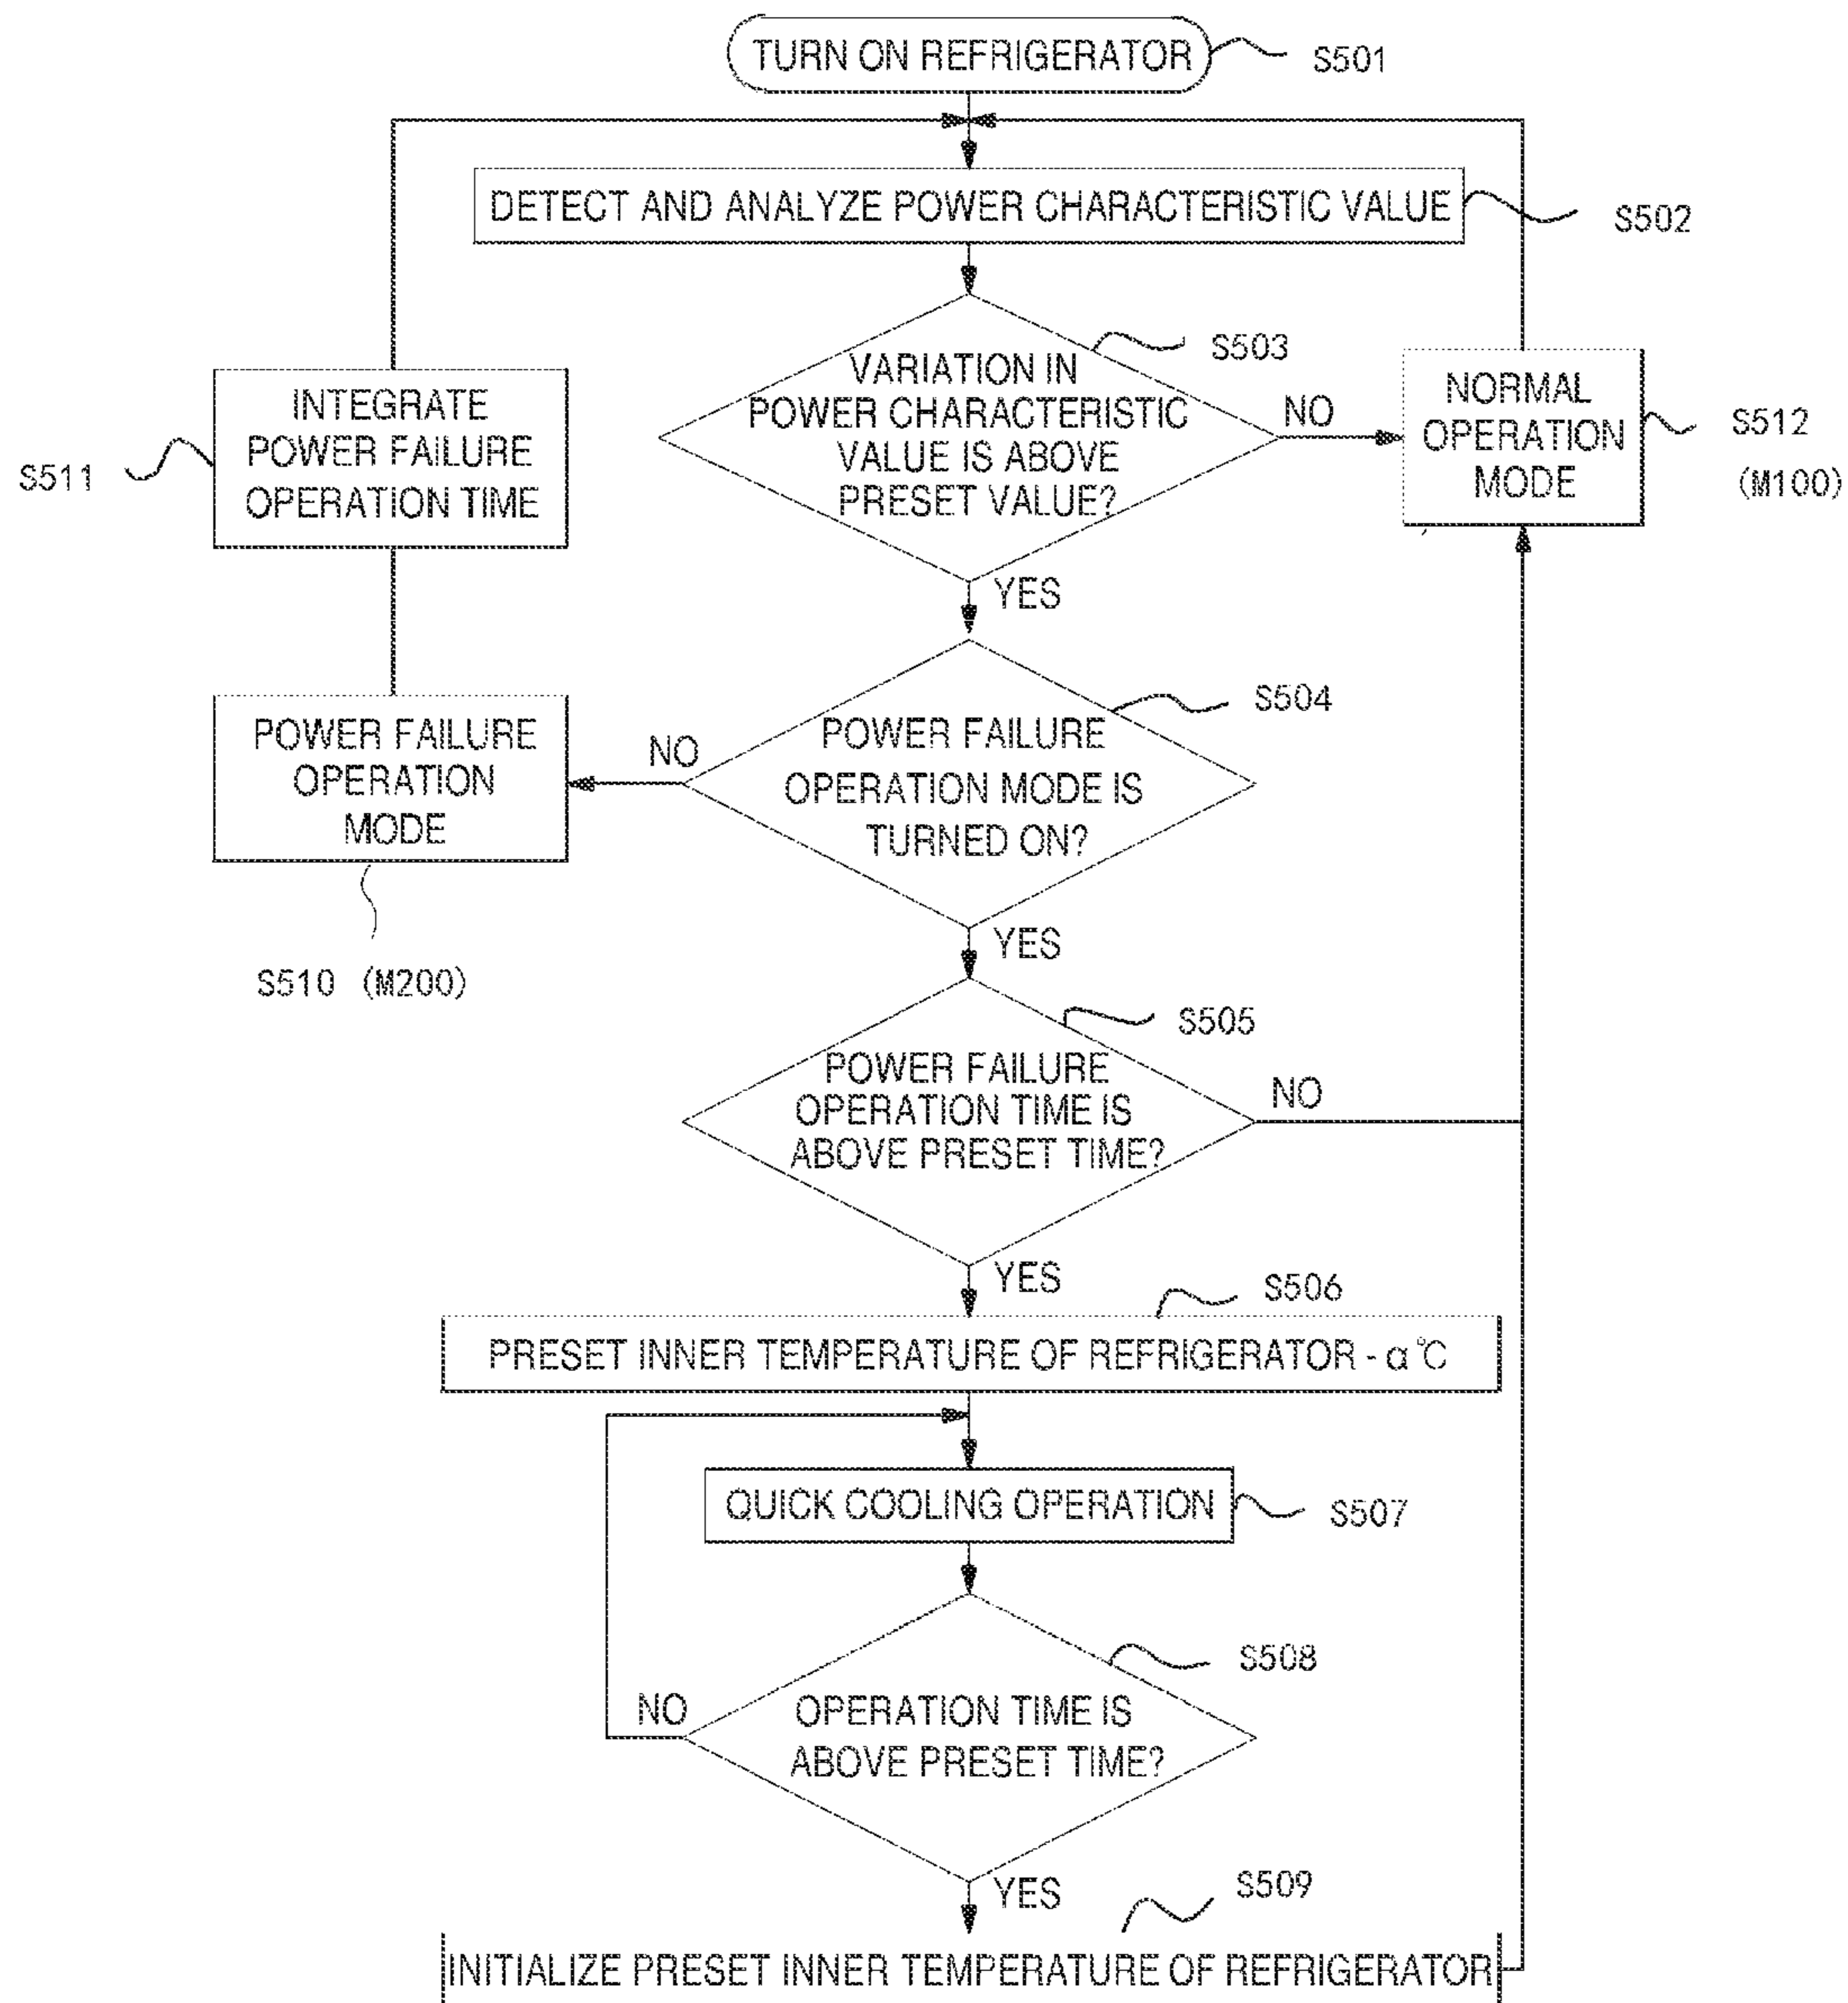 TURN ON REFRIGERATOR
S501
DETECT AND ANALYZE POWER CHARACTERISTIC VALUE
S502
VARIATION IN
POWER CHARACTERISTIC
VALUE IS ABOVE
PRESET VALUE?
S503
NO
YES
NORMAL
OPERATION
MODE
S512
(M100)
INTEGRATE
POWER FAILURE
OPERATION TIME
S511
POWER FAILURE
OPERATION MODE IS
TURNED ON?
S504
NO
YES
POWER FAILURE
OPERATION
MODE
S510 (M200)
POWER FAILURE
OPERATION TIME IS
ABOVE PRESET TIME?
S505
NO
YES
S506
PRESET INNER TEMPERATURE OF REFRIGERATOR - α℃
QUICK COOLING OPERATION
S507
OPERATION TIME IS
ABOVE PRESET TIME?
S508
NO
YES
S509
INITIALIZE PRESET INNER TEMPERATURE OF REFRIGERATOR